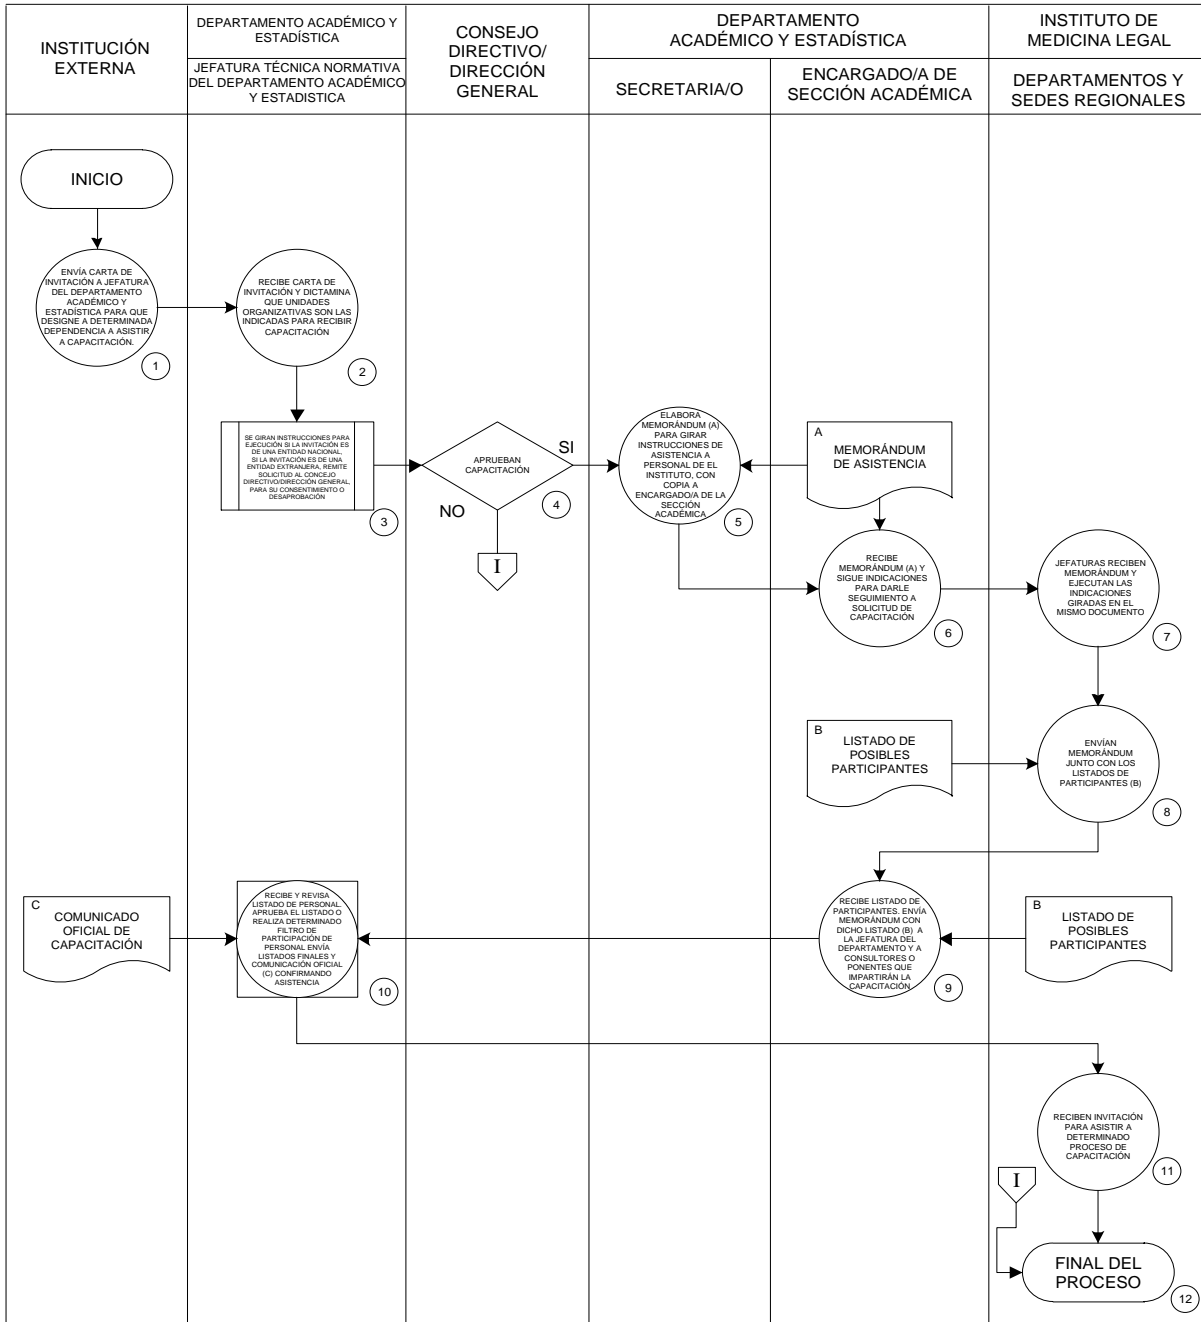 INSTITUCIÓN
EXTERNA
DEPARTAMENTO ACADÉMICO Y
ESTADÍSTICA
JEFATURA TÉCNICA NORMATIVA
DEL DEPARTAMENTO ACADÉMICO
Y ESTADISTICA
CONSEJO
DIRECTIVO/
DIRECCIÓN
GENERAL
DEPARTAMENTO
ACADÉMICO Y ESTADÍSTICA
SECRETARIA/O
ENCARGADO/A DE
SECCIÓN ACADÉMICA
INSTITUTO DE
MEDICINA LEGAL
DEPARTAMENTOS Y
SEDES REGIONALES
INICIO
ENVÍA CARTA DE
INVITACIÓN A JEFATURA
DEL DEPARTAMENTO
ACADÉMICO Y
ESTADÍSTICA PARA QUE
DESIGNE A DETERMINADA
DEPENDENCIA A ASISTIR
A CAPACITACIÓN.
1
RECIBE CARTA DE
INVITACIÓN Y DICTAMINA
QUE UNIDADES
ORGANIZATIVAS SON LAS
INDICADAS PARA RECIBIR
CAPACITACIÓN
2
SE GIRAN INSTRUCCIONES PARA
EJECUCIÓN SI LA INVITACIÓN ES
DE UNA ENTIDAD NACIONAL,
SI LA INVITACIÓN ES DE UNA
ENTIDAD EXTRANJERA, REMITE
SOLICITUD AL CONCEJO
DIRECTIVO/DIRECCIÓN GENERAL,
PARA SU CONSENTIMIENTO O
DESAPROBACIÓN
3
APRUEBAN
CAPACITACIÓN
SI
NO
4
I
ELABORA
MEMORÁNDUM (A)
PARA GIRAR
INSTRUCCIONES DE
ASISTENCIA A
PERSONAL DE EL
INSTITUTO, CON
COPIA A
ENCARGADO/A DE LA
SECCIÓN
ACADÉMICA
5
A
MEMORÁNDUM
DE ASISTENCIA
RECIBE
MEMORÁNDUM (A) Y
SIGUE INDICACIONES
PARA DARLE
SEGUIMIENTO A
SOLICITUD DE
CAPACITACIÓN
6
JEFATURAS RECIBEN
MEMORÁNDUM Y
EJECUTAN LAS
INDICACIONES
GIRADAS EN EL
MISMO DOCUMENTO
7
B
LISTADO DE
POSIBLES
PARTICIPANTES
ENVÍAN
MEMORÁNDUM
JUNTO CON LOS
LISTADOS DE
PARTICIPANTES (B)
8
C
COMUNICADO
OFICIAL DE
CAPACITACIÓN
RECIBE Y REVISA
LISTADO DE PERSONAL.
APRUEBA EL LISTADO O
REALIZA DETERMINADO
FILTRO DE
PARTICIPACIÓN DE
PERSONAL ENVÍA
LISTADOS FINALES Y
COMUNICACIÓN OFICIAL
(C) CONFIRMANDO
ASISTENCIA
10
RECIBE LISTADO DE
PARTICIPANTES. ENVÍA
MEMORÁNDUM CON
DICHO LISTADO (B) A
LA JEFATURA DEL
DEPARTAMENTO Y A
CONSULTORES O
PONENTES QUE
IMPARTIRÁN LA
CAPACITACIÓN
9
B
LISTADO DE
POSIBLES
PARTICIPANTES
RECIBEN INVITACIÓN
PARA ASISTIR A
DETERMINADO
PROCESO DE
CAPACITACIÓN
11
I
FINAL DEL
PROCESO
12